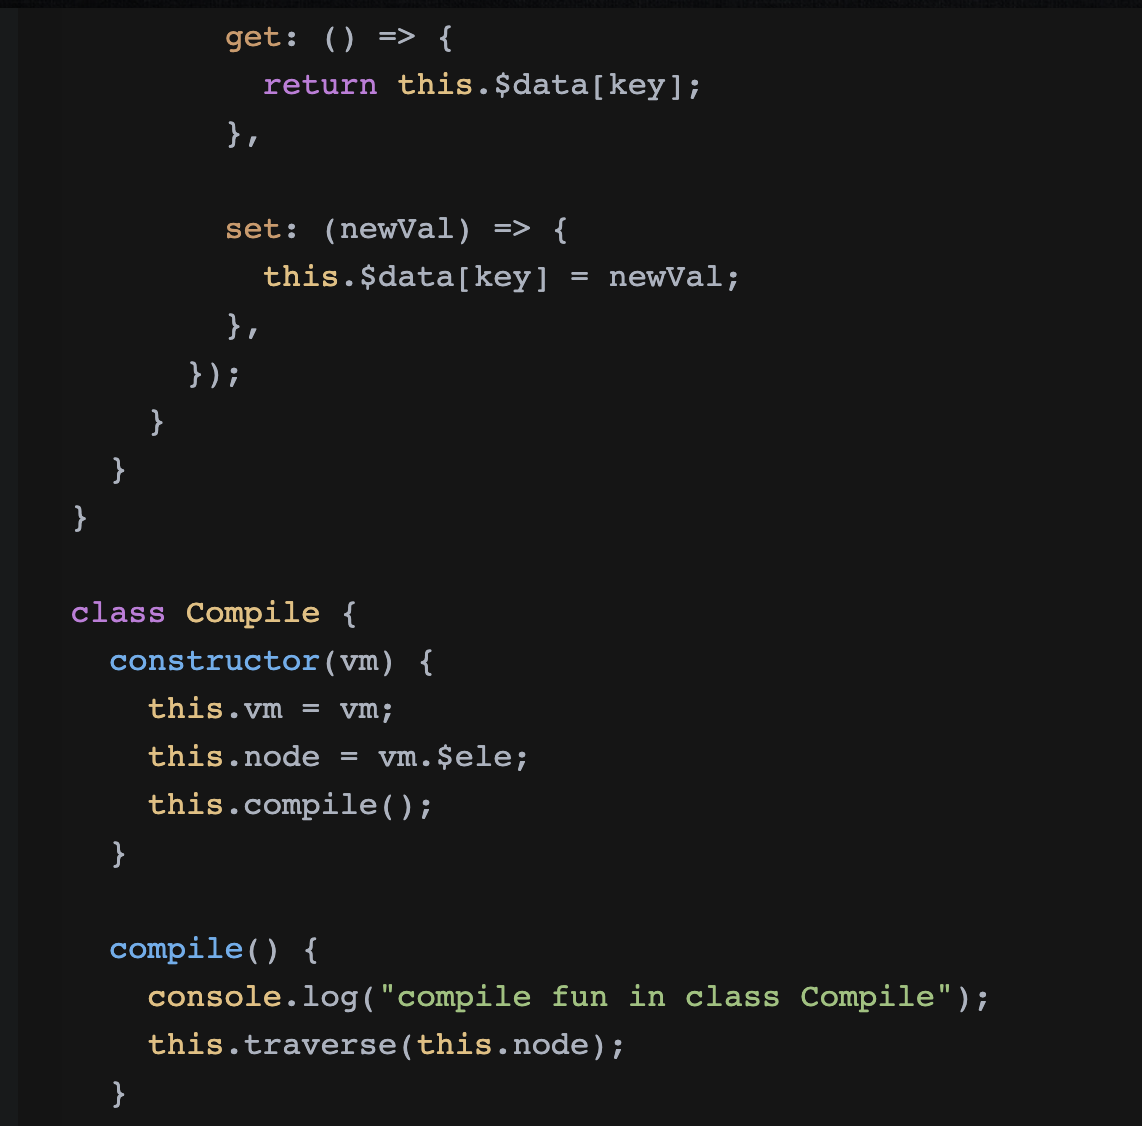 get: () => {
return this.$data[key];
},
set: (newVal) => {
this.$data[key] = newVal;
},
});
}
}
}
class Compile {
constructor(vm) {
this.vm = vm;
this.node = vm.$ele;
this.compile();
}
compile() {
console.log("compile fun in class Compile");
this.traverse(this.node);
}